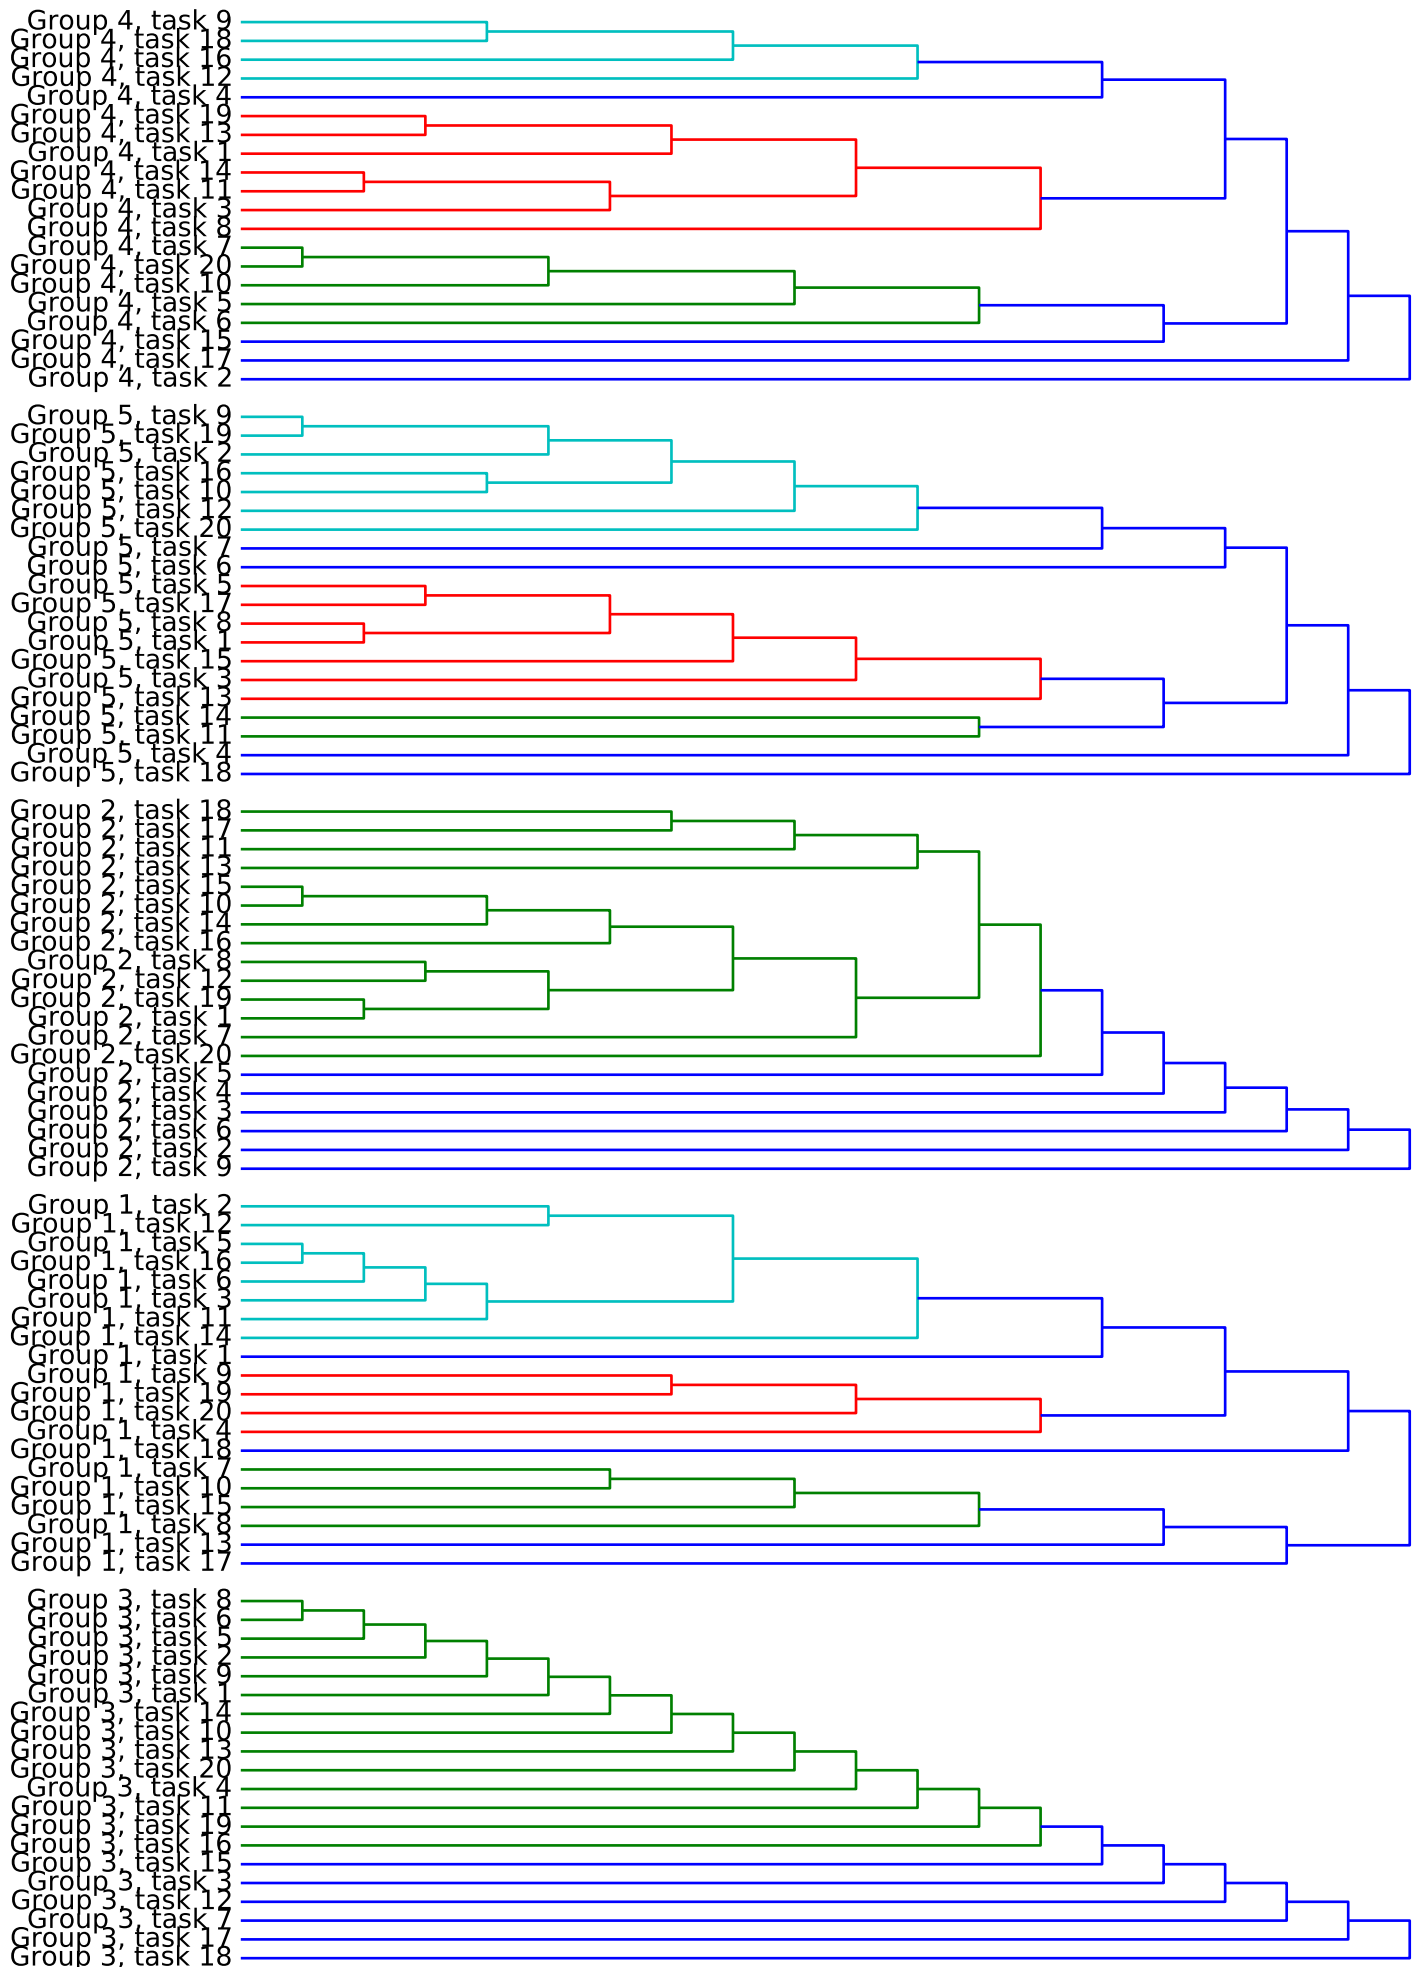 Group 4, task 9
Group 4, task 18
Group 4, task 16
Group 4, task 12
Group 4, task 4
Group 4, task 19
Group 4, task 13
Group 4, task 1
Group 4, task 14
Group 4, task 11
Group 4, task 3
Group 4, task 8
Group 4, task 7
Group 4, task 20
Group 4, task 10
Group 4, task 5
Group 4, task 6
Group 4, task 15
Group 4, task 17
Group 4, task 2
Group 5, task 9
Group 5, task 19
Group 5, task 2
Group 5, task 16
Group 5, task 10
Group 5, task 12
Group 5, task 20
Group 5, task 7
Group 5, task 6
Group 5, task 5
Group 5, task 17
Group 5, task 8
Group 5, task 1
Group 5, task 15
Group 5, task 3
Group 5, task 13
Group 5, task 14
Group 5, task 11
Group 5, task 4
Group 5, task 18
Group 2, task 18
Group 2, task 17
Group 2, task 11
Group 2, task 13
Group 2, task 15
Group 2, task 10
Group 2, task 14
Group 2, task 16
Group 2, task 8
Group 2, task 12
Group 2, task 19
Group 2, task 1
Group 2, task 7
Group 2, task 20
Group 2, task 5
Group 2, task 4
Group 2, task 3
Group 2, task 6
Group 2, task 2
Group 2, task 9
Group 1, task 2
Group 1, task 12
Group 1, task 5
Group 1, task 16
Group 1, task 6
Group 1, task 3
Group 1, task 11
Group 1, task 14
Group 1, task 1
Group 1, task 9
Group 1, task 19
Group 1, task 20
Group 1, task 4
Group 1, task 18
Group 1, task 7
Group 1, task 10
Group 1, task 15
Group 1, task 8
Group 1, task 13
Group 1, task 17
Group 3, task 8
Group 3, task 6
Group 3, task 5
Group 3, task 2
Group 3, task 9
Group 3, task 1
Group 3, task 14
Group 3, task 10
Group 3, task 13
Group 3, task 20
Group 3, task 4
Group 3, task 11
Group 3, task 19
Group 3, task 16
Group 3, task 15
Group 3, task 3
Group 3, task 12
Group 3, task 7
Group 3, task 17
Group 3, task 18